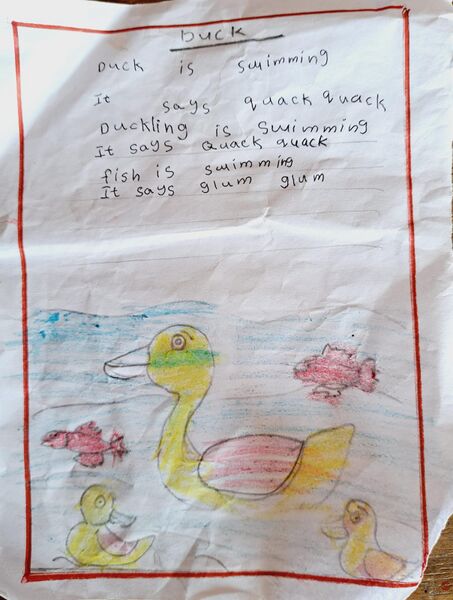 Duck
Duck is swimming
It says quack quack
Duckling is swimming
It says quack quack
fish is swimming
It says glum glum